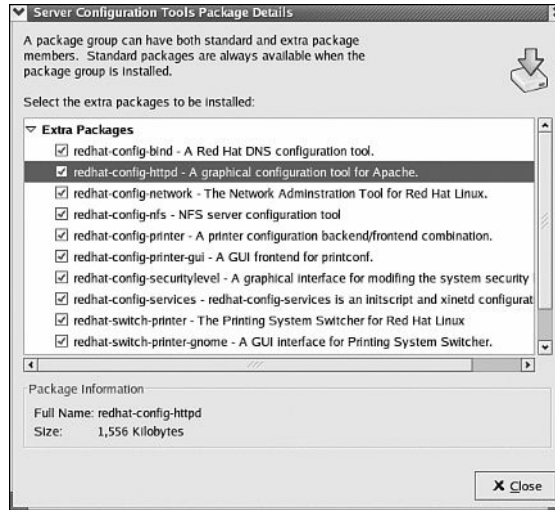 Server Configuration Tools Package Details
A package group can have both standard and extra package
members. Standard packages are always available when the
package group is installed.
Select the extra packages to be installed:
Extra Packages
redhat-config-bind - A Red Hat DNS configuration tool.
redhat-config-httpd - A graphical configuration tool for Apache.
redhat-config-network - The Network Adminstration Tool for Red Hat Linux.
redhat-config-nfs - NFS server configuration tool
redhat-config-printer - A printer configuration backend/frontend combination.
redhat-config-printer-gui - A GUI frontend for printconf.
redhat-config-securitylevel - A graphical interface for modifing the system security l
redhat-config-services - redhat-config-services is an initscript and xinetd configurat
redhat-switch-printer - The Printing System Switcher for Red Hat Linux
redhat-switch-printer-gnome - A GUI interface for Printing System Switcher.
Package Information
Full Name: redhat-config-httpd
Size: 1,556 Kilobytes
X Close